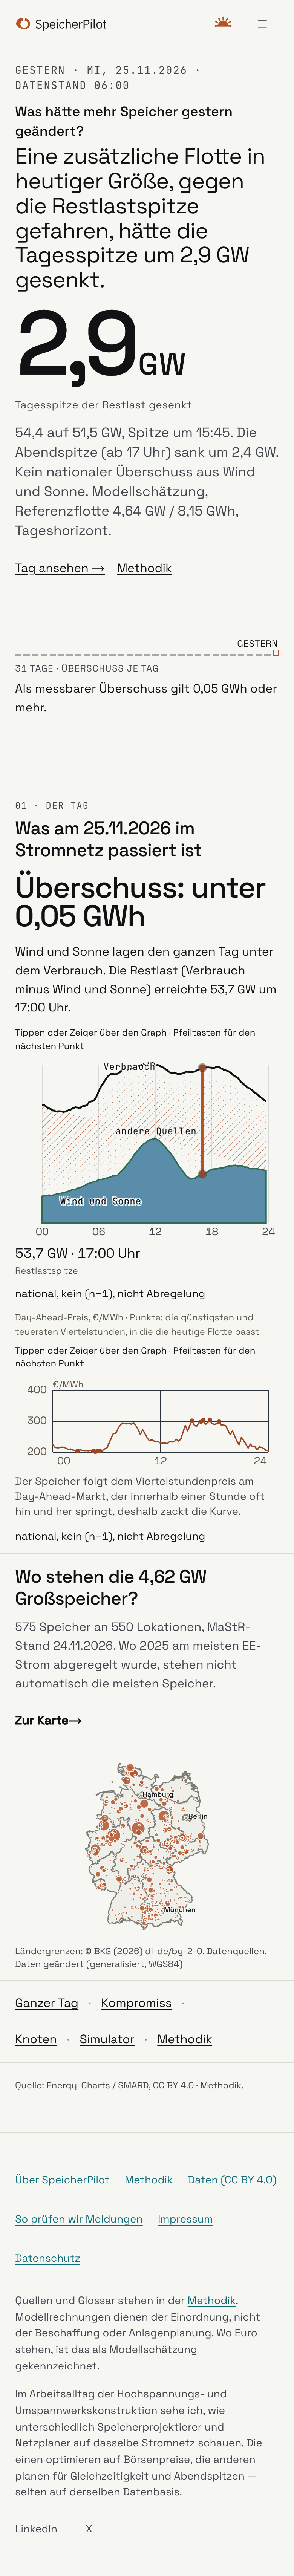 SpeicherPilot
GESTERN · MI, 25.11.2026 ·
DATENSTAND 06:00
Was hätte mehr Speicher gestern
geändert?
Eine zusätzliche Flotte in
heutiger Größe, gegen
die Restlastspitze
gefahren, hätte die
Tagesspitze um 2,9 GW
gesenkt.
2,9 GW
Tagesspitze der Restlast gesenkt
54,4 auf 51,5 GW, Spitze um 15:45. Die
Abendspitze (ab 17 Uhr) sank um 2,4 GW.
Kein nationaler Überschuss aus Wind
und Sonne. Modellschätzung,
Referenzflotte 4,64 GW / 8,15 GWh,
Tageshorizont.
Tag ansehen → Methodik
GESTERN
31 TAGE · ÜBERSCHUSS JE TAG
Als messbarer Überschuss gilt 0,05 GWh oder
mehr.
01 · DER TAG
Was am 25.11.2026 im
Stromnetz passiert ist
Überschuss: unter
0,05 GWh
Wind und Sonne lagen den ganzen Tag unter
dem Verbrauch. Die Restlast (Verbrauch
minus Wind und Sonne) erreichte 53,7 GW um
17:00 Uhr.
Tippen oder Zeiger über den Graph · Pfeiltasten für den
nächsten Punkt
Verbrauch
andere Quellen
Wind und Sonne
00 06 12 18 24
53,7 GW · 17:00 Uhr
Restlastspitze
national, kein (n−1), nicht Abregelung
Day-Ahead-Preis, €/MWh · Punkte: die günstigsten und
teuersten Viertelstunden, in die die heutige Flotte passt
Tippen oder Zeiger über den Graph · Pfeiltasten für den
nächsten Punkt
€/MWh
400
300
200
00 12 24
Der Speicher folgt dem Viertelstundenpreis am
Day-Ahead-Markt, der innerhalb einer Stunde oft
hin und her springt, deshalb zackt die Kurve.
national, kein (n−1), nicht Abregelung
Wo stehen die 4,62 GW
Großspeicher?
575 Speicher an 550 Lokationen, MaStR-
Stand 24.11.2026. Wo 2025 am meisten EE-
Strom abgeregelt wurde, stehen nicht
automatisch die meisten Speicher.
Zur Karte→
Hamburg
Berlin
München
Ländergrenzen: © BKG (2026) dl-de/by-2-0, Datenquellen,
Daten geändert (generalisiert, WGS84)
Ganzer Tag · Kompromiss ·
Knoten · Simulator · Methodik
Quelle: Energy-Charts / SMARD, CC BY 4.0 · Methodik.
Über SpeicherPilot Methodik Daten (CC BY 4.0)
So prüfen wir Meldungen Impressum
Datenschutz
Quellen und Glossar stehen in der Methodik.
Modellrechnungen dienen der Einordnung, nicht
der Beschaffung oder Anlagenplanung. Wo Euro
stehen, ist das als Modellschätzung
gekennzeichnet.
Im Arbeitsalltag der Hochspannungs- und
Umspannwerkskonstruktion sehe ich, wie
unterschiedlich Speicherprojektierer und
Netzplaner auf dasselbe Stromnetz schauen. Die
einen optimieren auf Börsenpreise, die anderen
planen für Gleichzeitigkeit und Abendspitzen —
selten auf derselben Datenbasis.
LinkedIn X